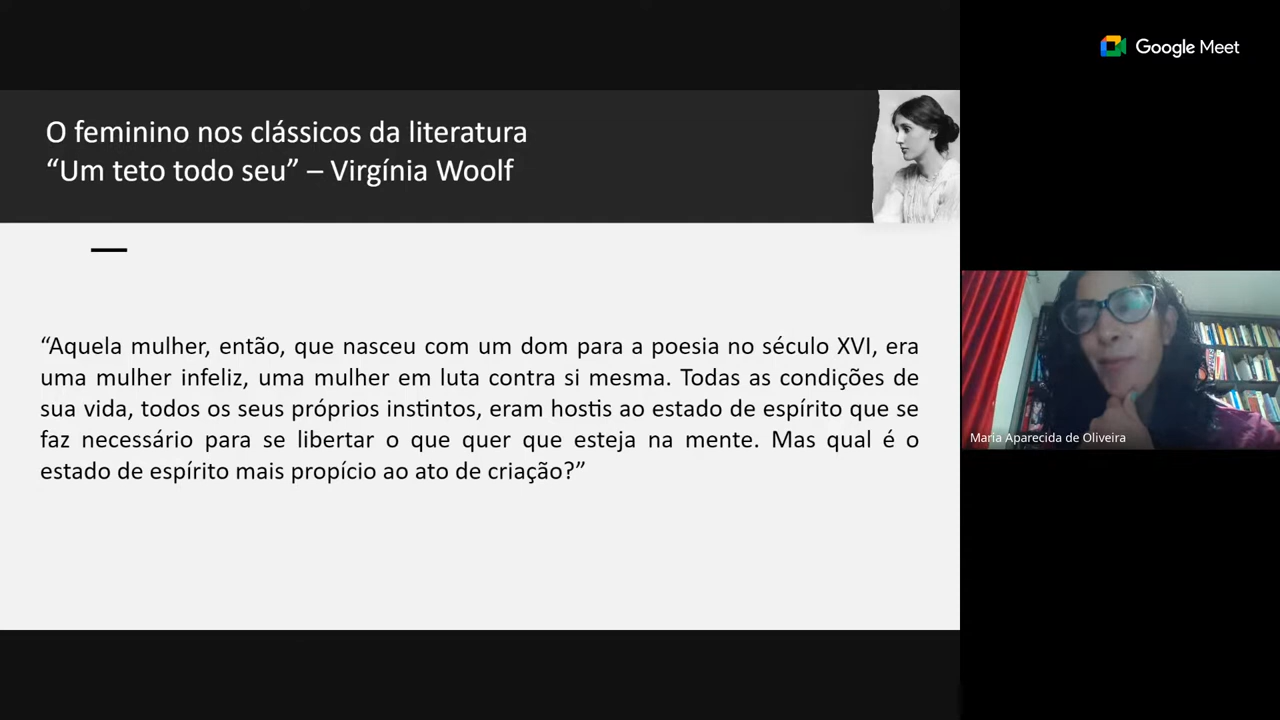 O feminino nos clássicos da literatura
“Um teto todo seu” – Virgínia Woolf
“Aquela mulher, então, que nasceu com um dom para a poesia no século XVI, era
uma mulher infeliz, uma mulher em luta contra si mesma. Todas as condições de
sua vida, todos os seus próprios instintos, eram hostis ao estado de espírito que se
faz necessário para se libertar o que quer que esteja na mente. Mas qual é o
estado de espírito mais propício ao ato de criação?”
Google Meet
Maria Aparecida de Oliveira